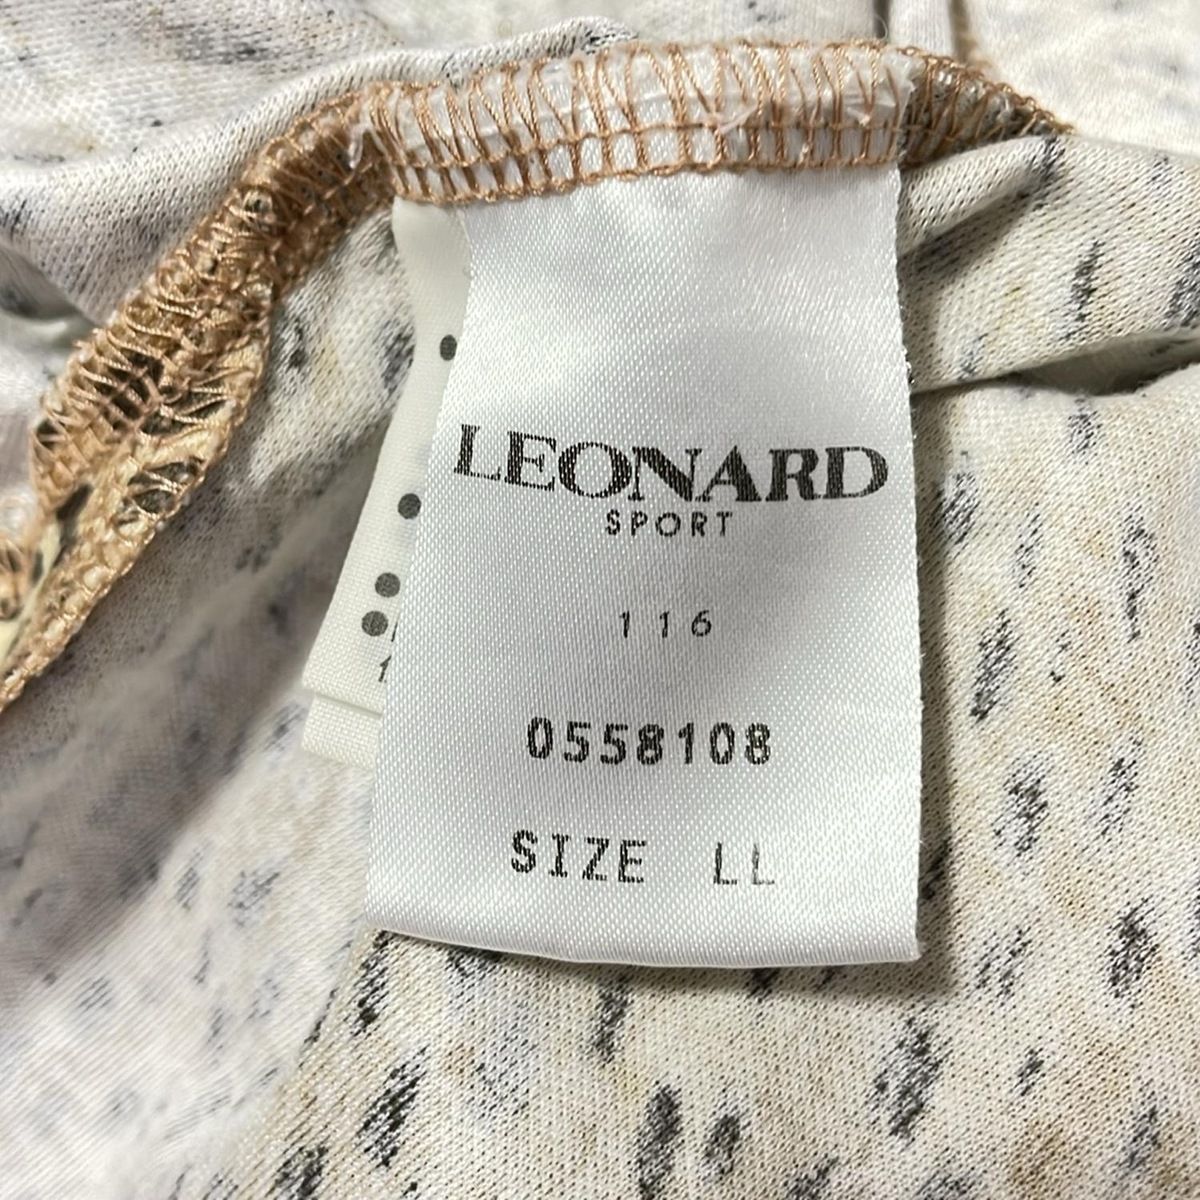 LEONARD
SPORT
116
0558108
SIZE LL